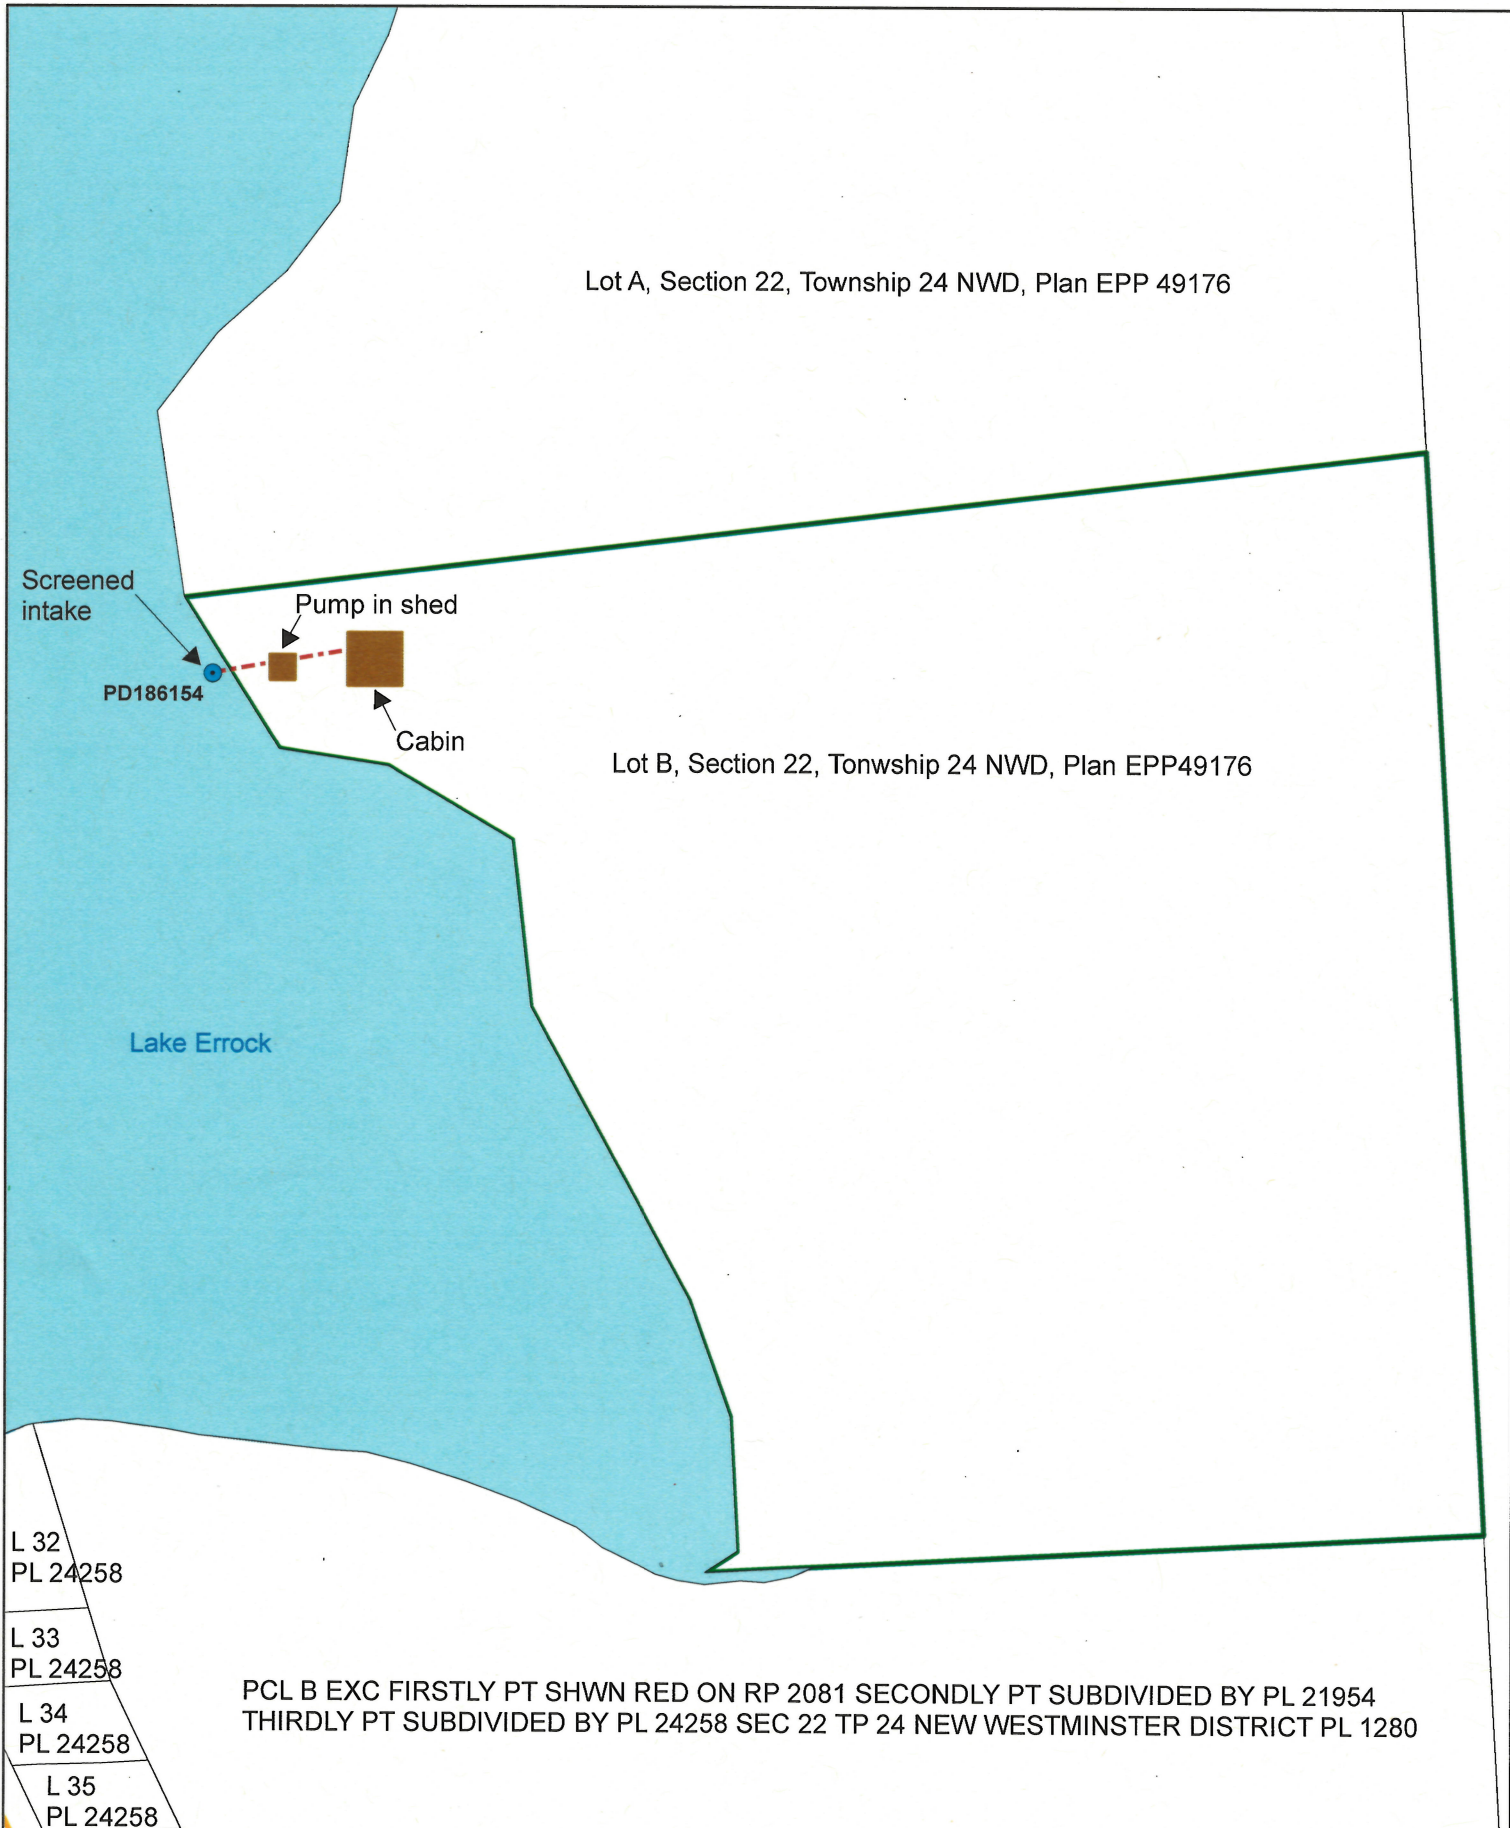 Lot A, Section 22, Township 24 NWD, Plan EPP 49176
Screened
intake
Pump in shed
PD186154
Cabin
Lot B, Section 22, Tonwship 24 NWD, Plan EPP49176
Lake Errock
L 32
PL 24258
L 33
PL 24258
L 34
PL 24258
L 35
PL 24258
PCL B EXC FIRSTLY PT SHWN RED ON RP 2081 SECONDLY PT SUBDIVIDED BY PL 21954
THIRDLY PT SUBDIVIDED BY PL 24258 SEC 22 TP 24 NEW WESTMINSTER DISTRICT PL 1280